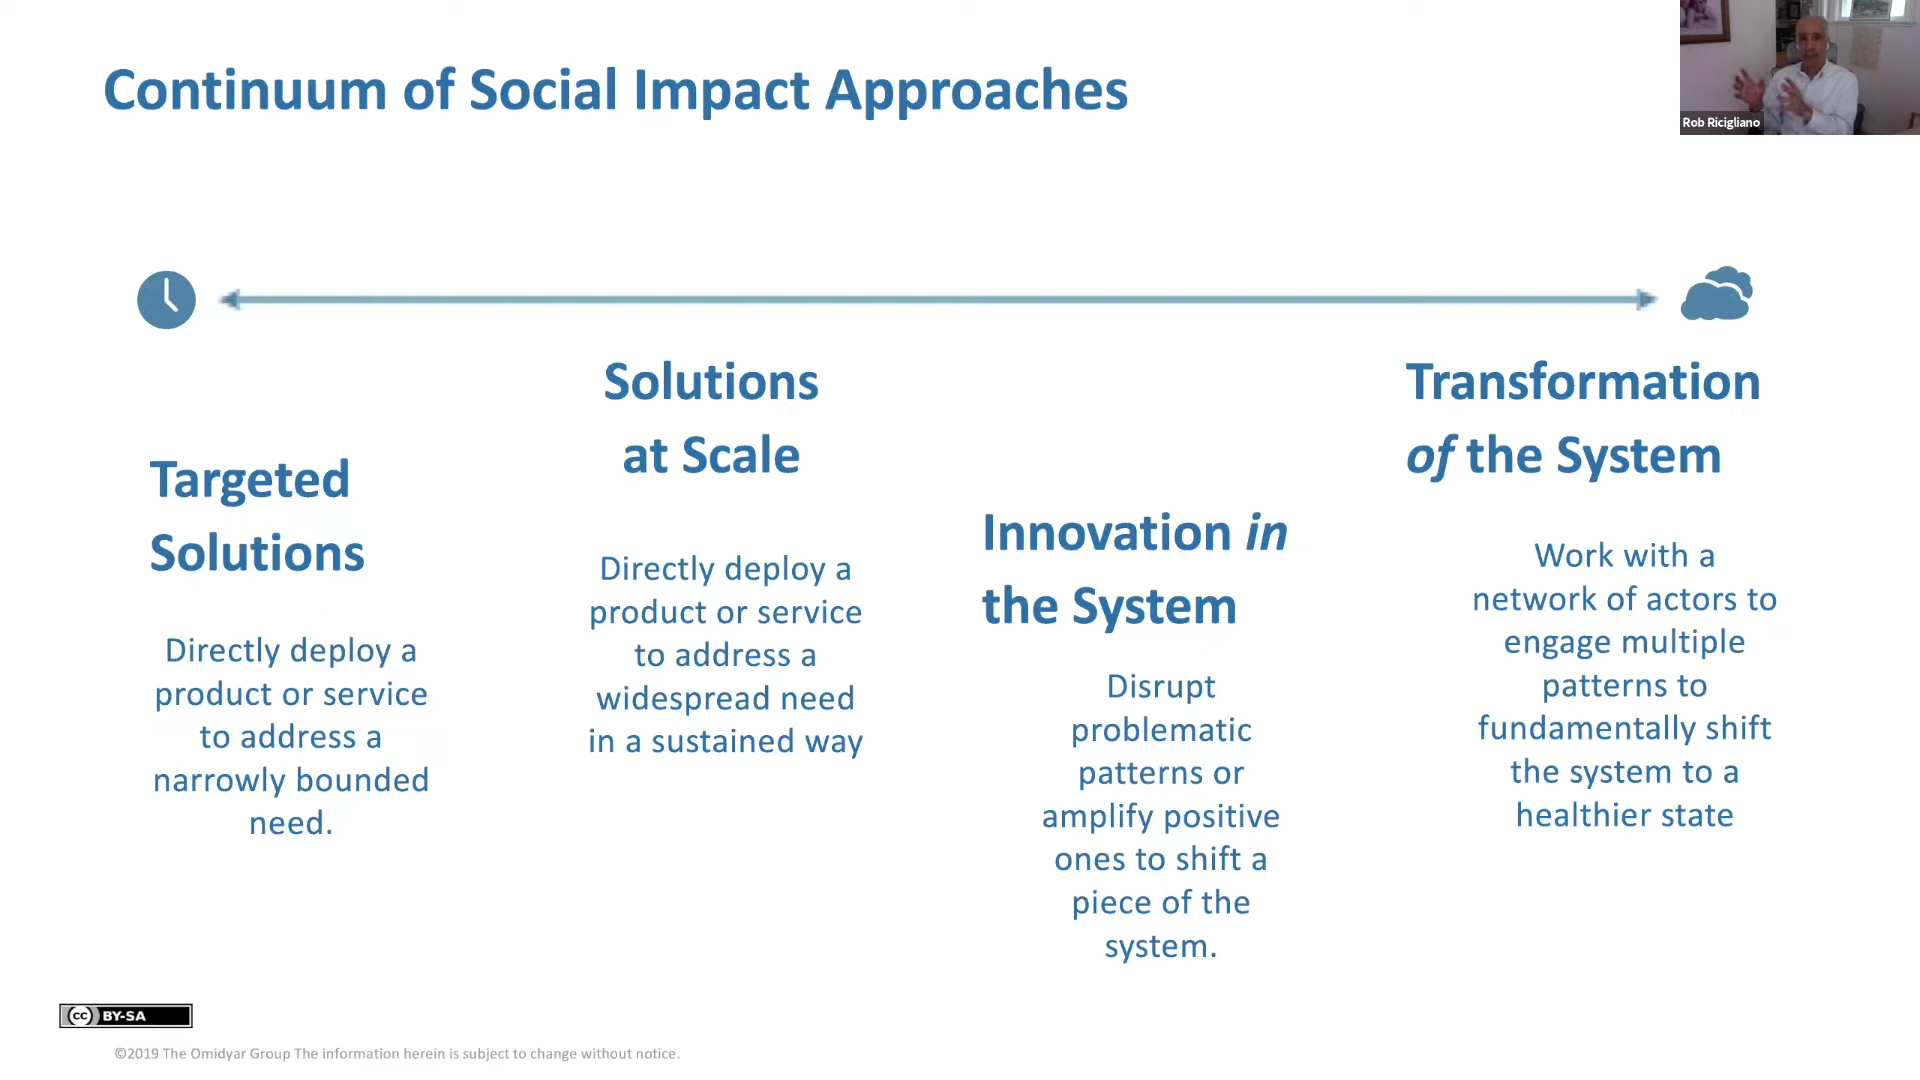 Continuum of Social Impact Approaches
Rob Ricigliano
Targeted
Solutions
Directly deploy a
product or service
to address a
narrowly bounded
need.
Solutions
at Scale
Directly deploy a
product or service
to address a
widespread need
in a sustained way
Innovation in
the System
Disrupt
problematic
patterns or
amplify positive
ones to shift a
piece of the
system.
Transformation
of the System
Work with a
network of actors to
engage multiple
patterns to
fundamentally shift
the system to a
healthier state
cc BY-SA
©2019 The Omidyar Group The information herein is subject to change without notice.